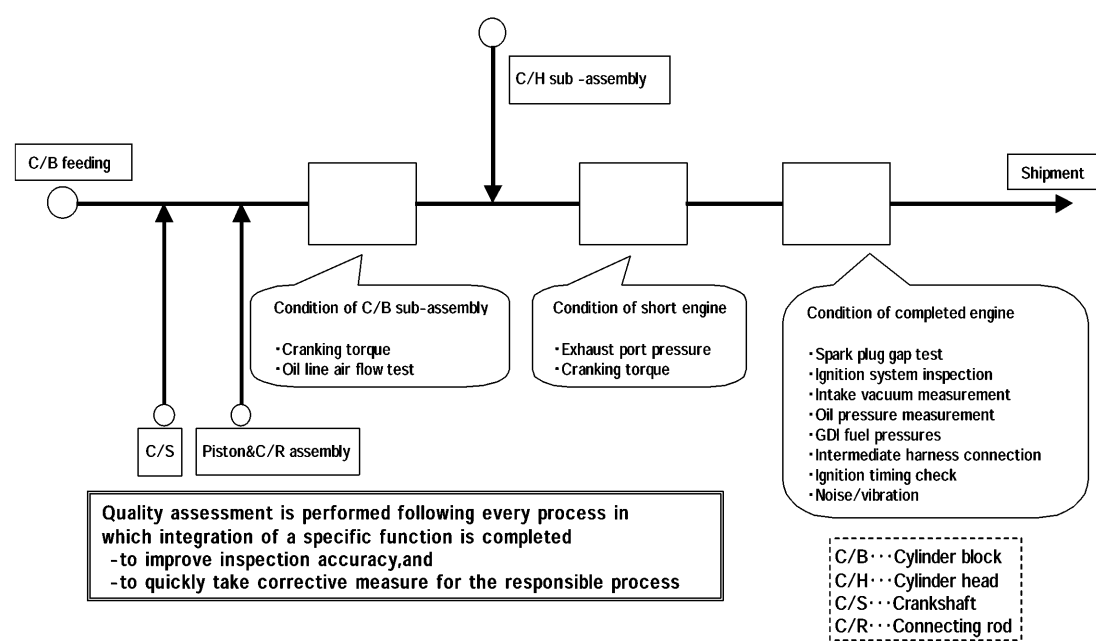 C/H sub-assembly
C/B feeding
Shipment
Condition of C/B sub-assembly
・Cranking torque
・Oil line air flow test
Condition of short engine
・Exhaust port pressure
・Cranking torque
Condition of completed engine
・Spark plug gap test
・Ignition system inspection
・Intake vacuum measurement
・Oil pressure measurement
・GDI fuel pressures
・Intermediate harness connection
・Ignition timing check
・Noise/vibration
C/S
Piston&C/R assembly
Quality assessment is performed following every process in
which integration of a specific function is completed
-to improve inspection accuracy,and
-to quickly take corrective measure for the responsible process
C/B･･･Cylinder block
C/H･･･Cylinder head
C/S･･･Crankshaft
C/R･･･Connecting rod